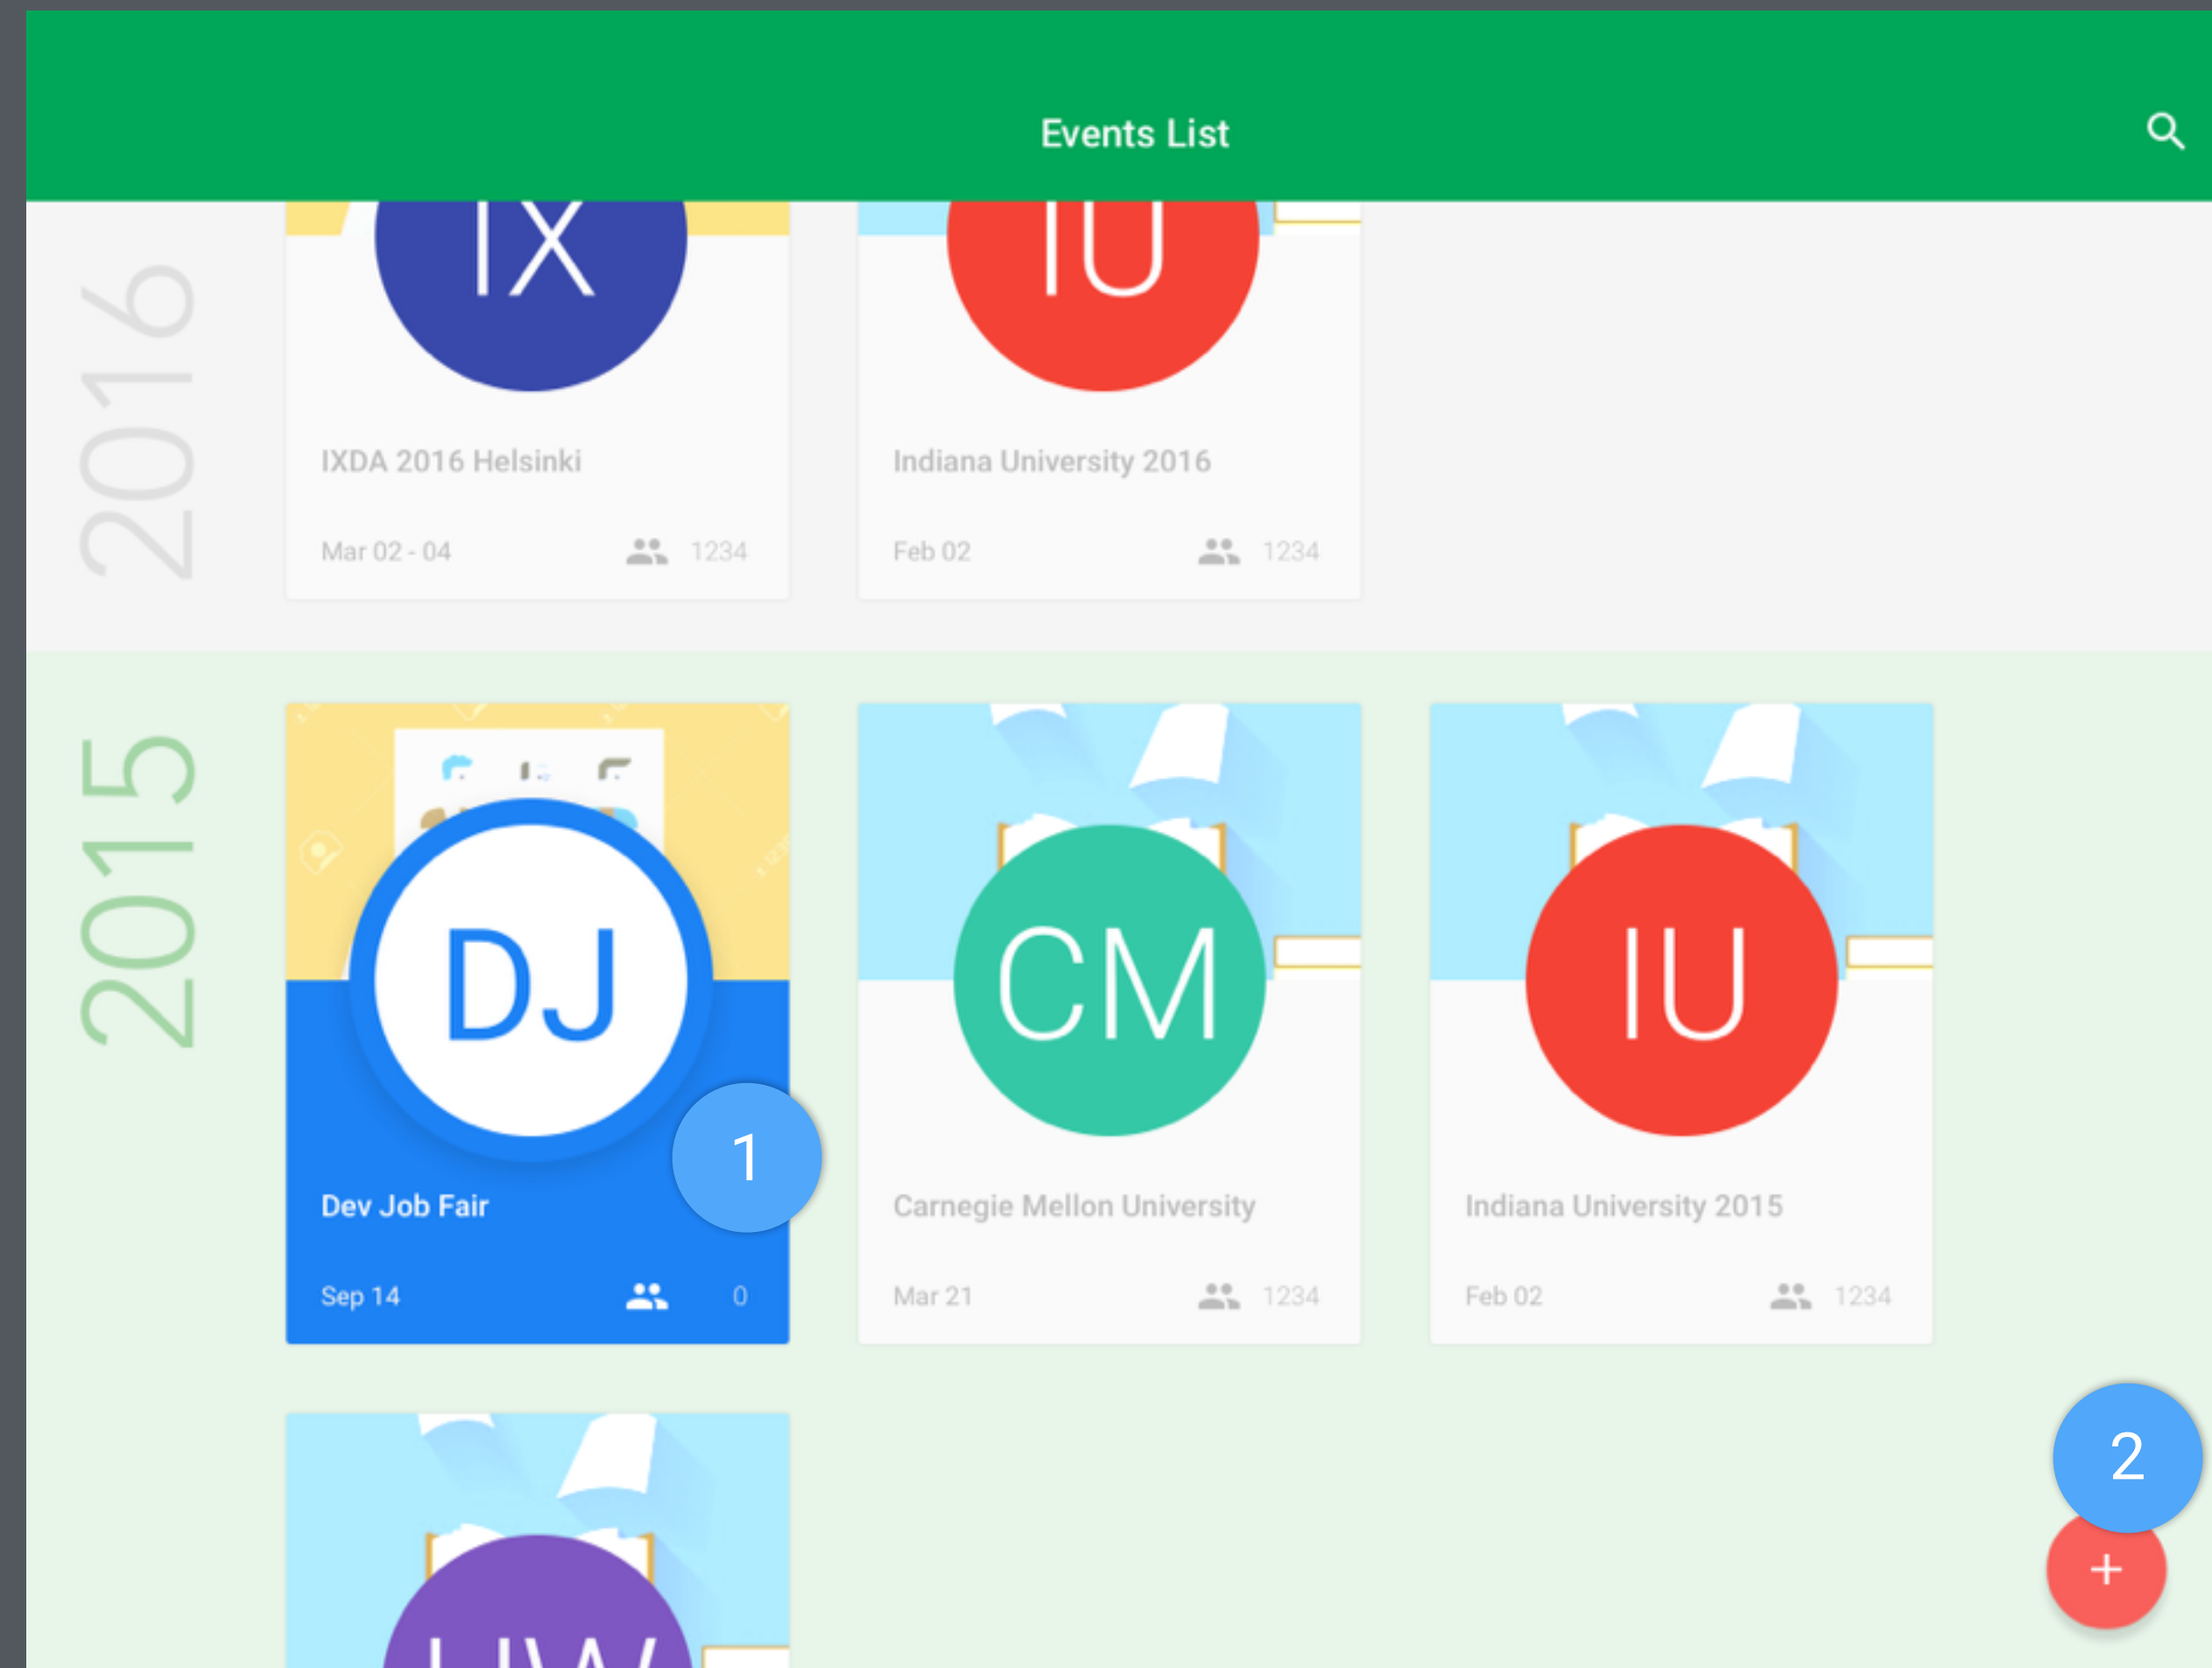 Events List
2016
IX
IU
IXDA 2016 Helsinki
Indiana University 2016
Mar 02 - 04
1234
Feb 02
1234
2015
DJ
CM
IU
1
Dev Job Fair
Carnegie Mellon University
Indiana University 2015
Sep 14
0
Mar 21
1234
Feb 02
1234
2
+